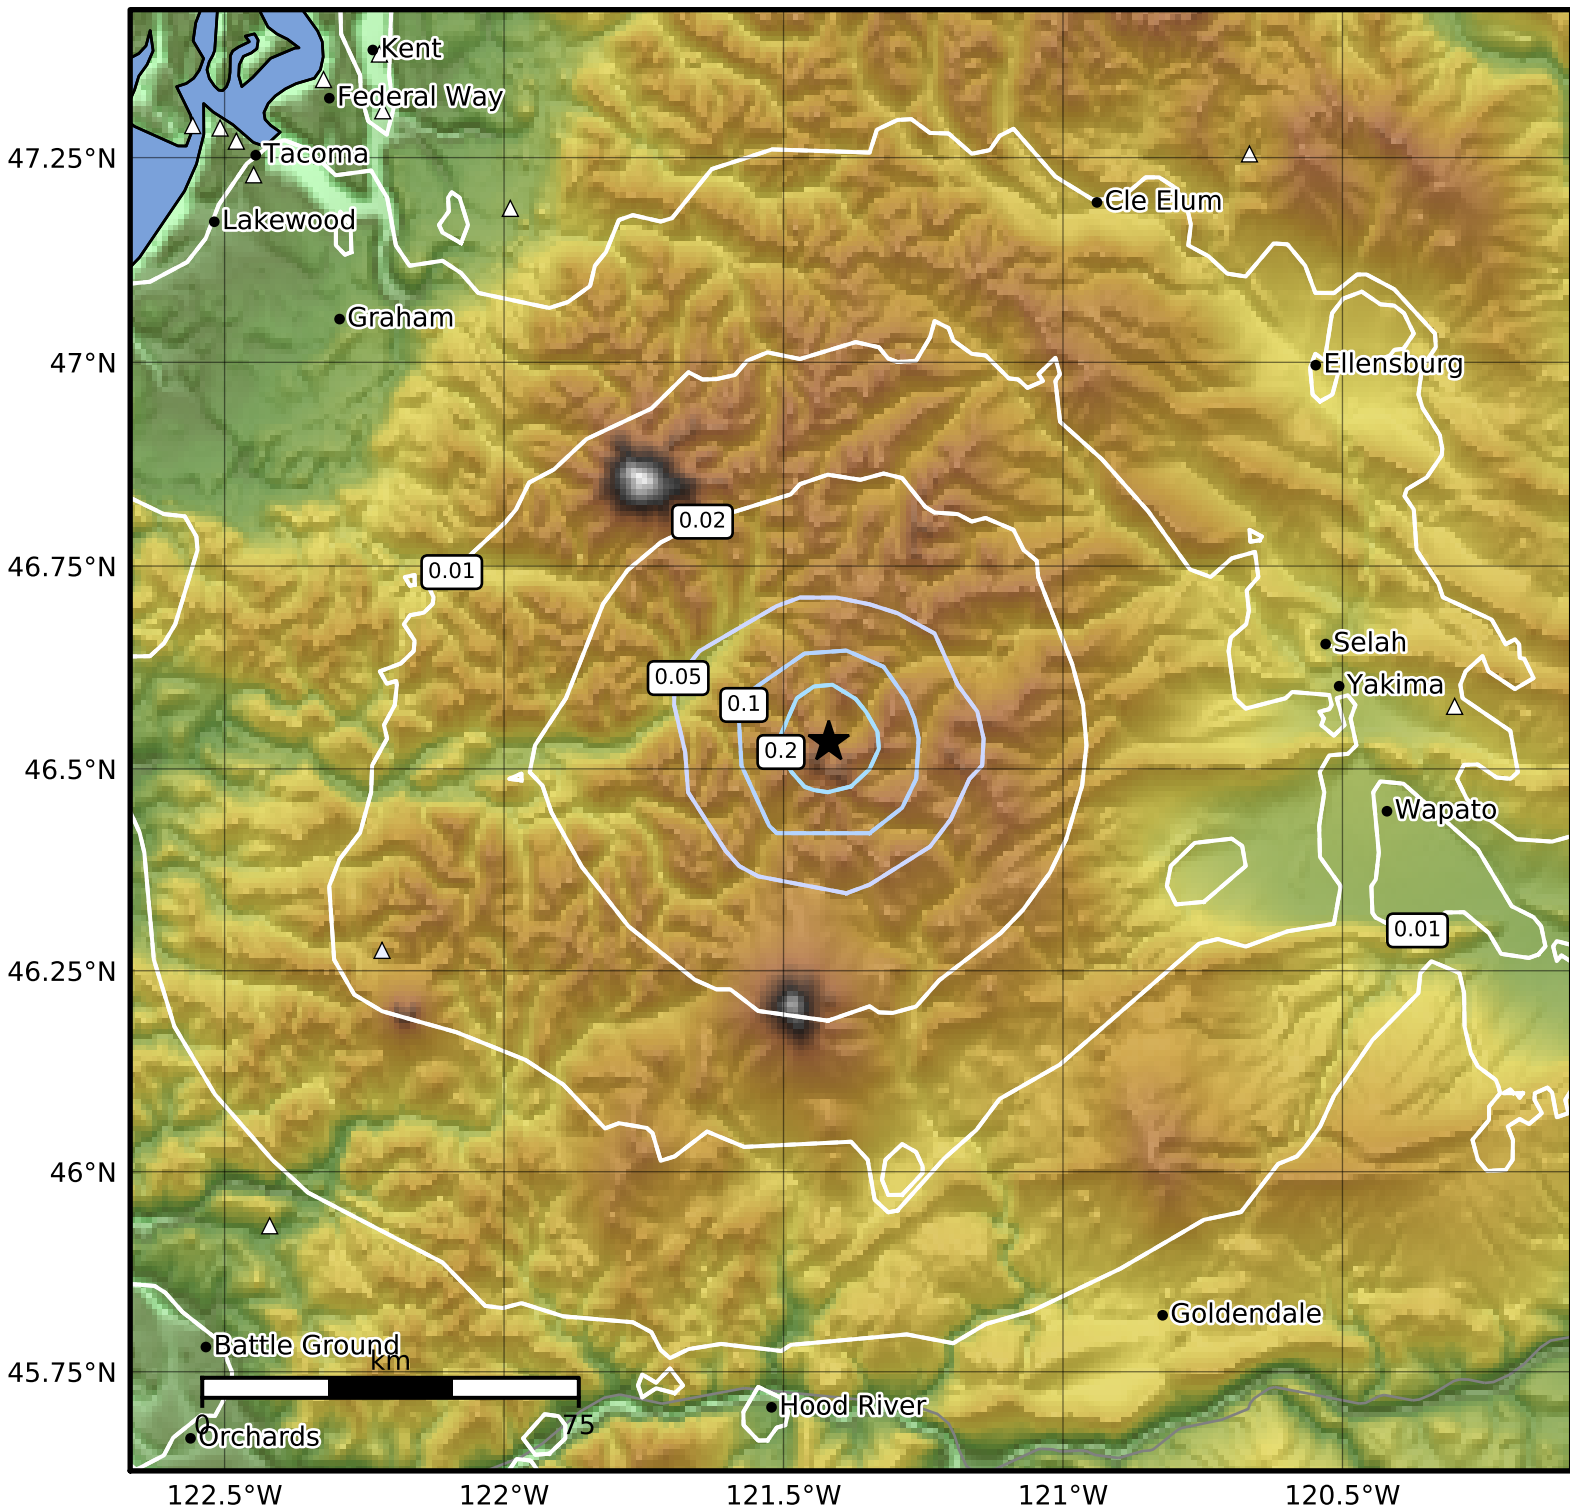 Kent
Federal Way
47.25°N
Tacoma
Cle Elum
Lakewood
Graham
47°N
Ellensburg
0.02
46.75°N
0.01
Selah
0.05
Yakima
0.1
0.2
46.5°N
Wapato
0.01
46.25°N
46°N
Goldendale
Battle Ground
km
45.75°N
0 75
Hood River
Orchards
122.5°W 122°W 121.5°W 121°W 120.5°W